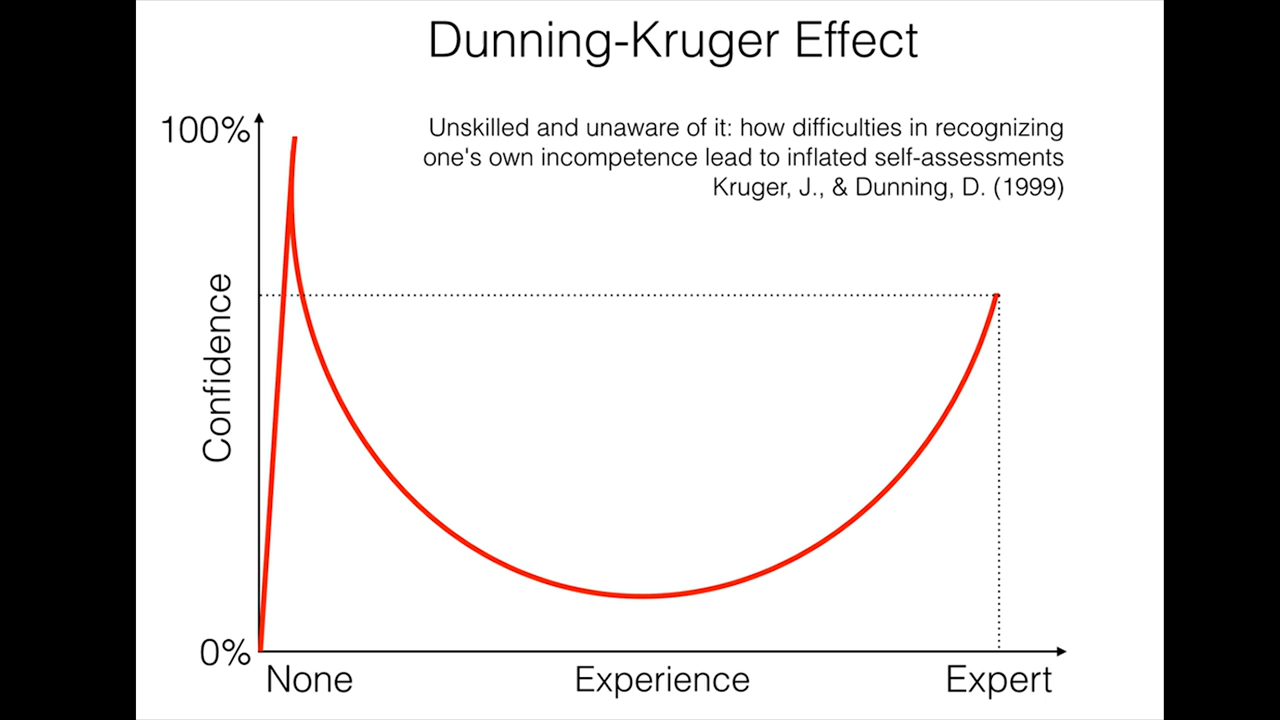 Dunning-Kruger Effect
100%
Unskilled and unaware of it: how difficulties in recognizing
one's own incompetence lead to inflated self-assessments
Kruger, J., & Dunning, D. (1999)
Confidence
0%
None
Experience
Expert